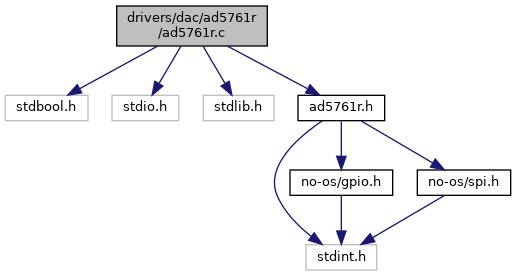 drivers/dac/ad5761r
/ad5761r.c
stdbool.h
stdio.h
stdlib.h
ad5761r.h
no-os/gpio.h
no-os/spi.h
stdint.h